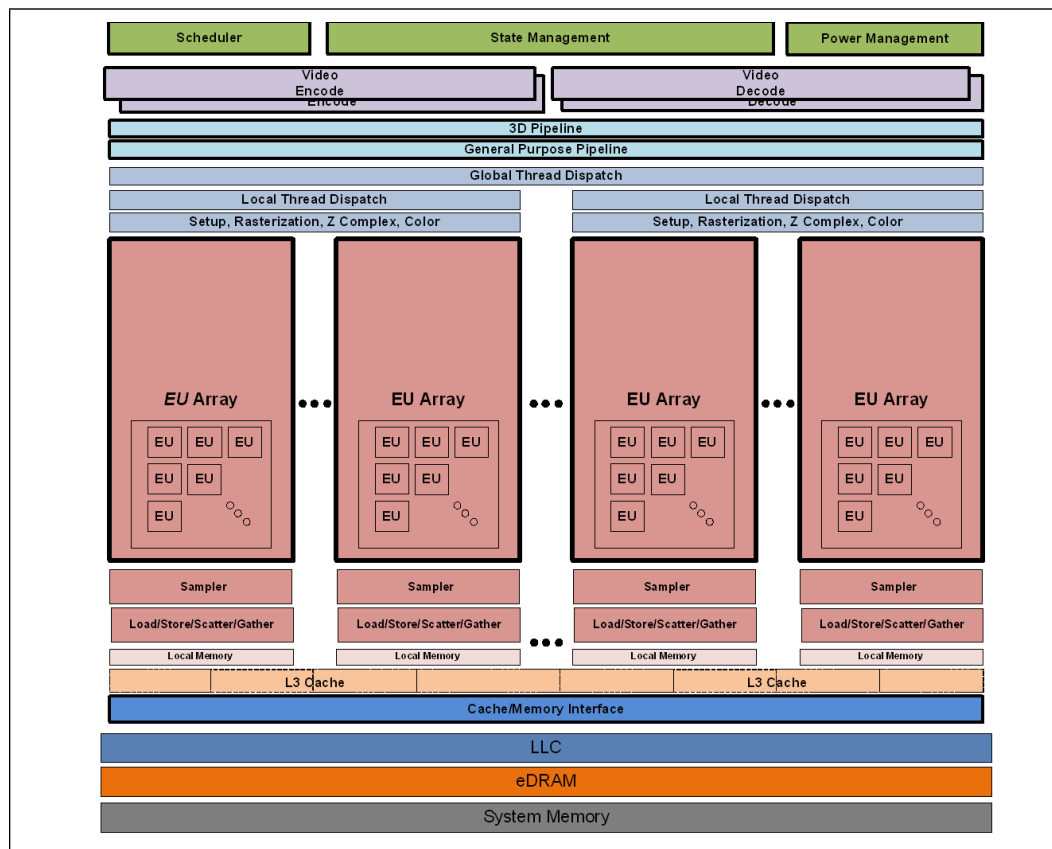 Scheduler
State Management
Power Management
Video
Encode
Encode
Video
Decode
Decode
3D Pipeline
General Purpose Pipeline
Global Thread Dispatch
Local Thread Dispatch
Local Thread Dispatch
Setup, Rasterization, Z Complex, Color
Setup, Rasterization, Z Complex, Color
EU Array
EU Array
EU Array
EU Array
EU EU EU
EU EU EU
EU EU EU
EU EU EU
EU EU
EU EU
EU EU
EU EU
EU
EU
EU
EU
Sampler
Sampler
Sampler
Sampler
Load/Store/Scatter/Gather
Load/Store/Scatter/Gather
Load/Store/Scatter/Gather
Load/Store/Scatter/Gather
Local Memory
Local Memory
Local Memory
Local Memory
L3 Cache
L3 Cache
Cache/Memory Interface
LLC
eDRAM
System Memory